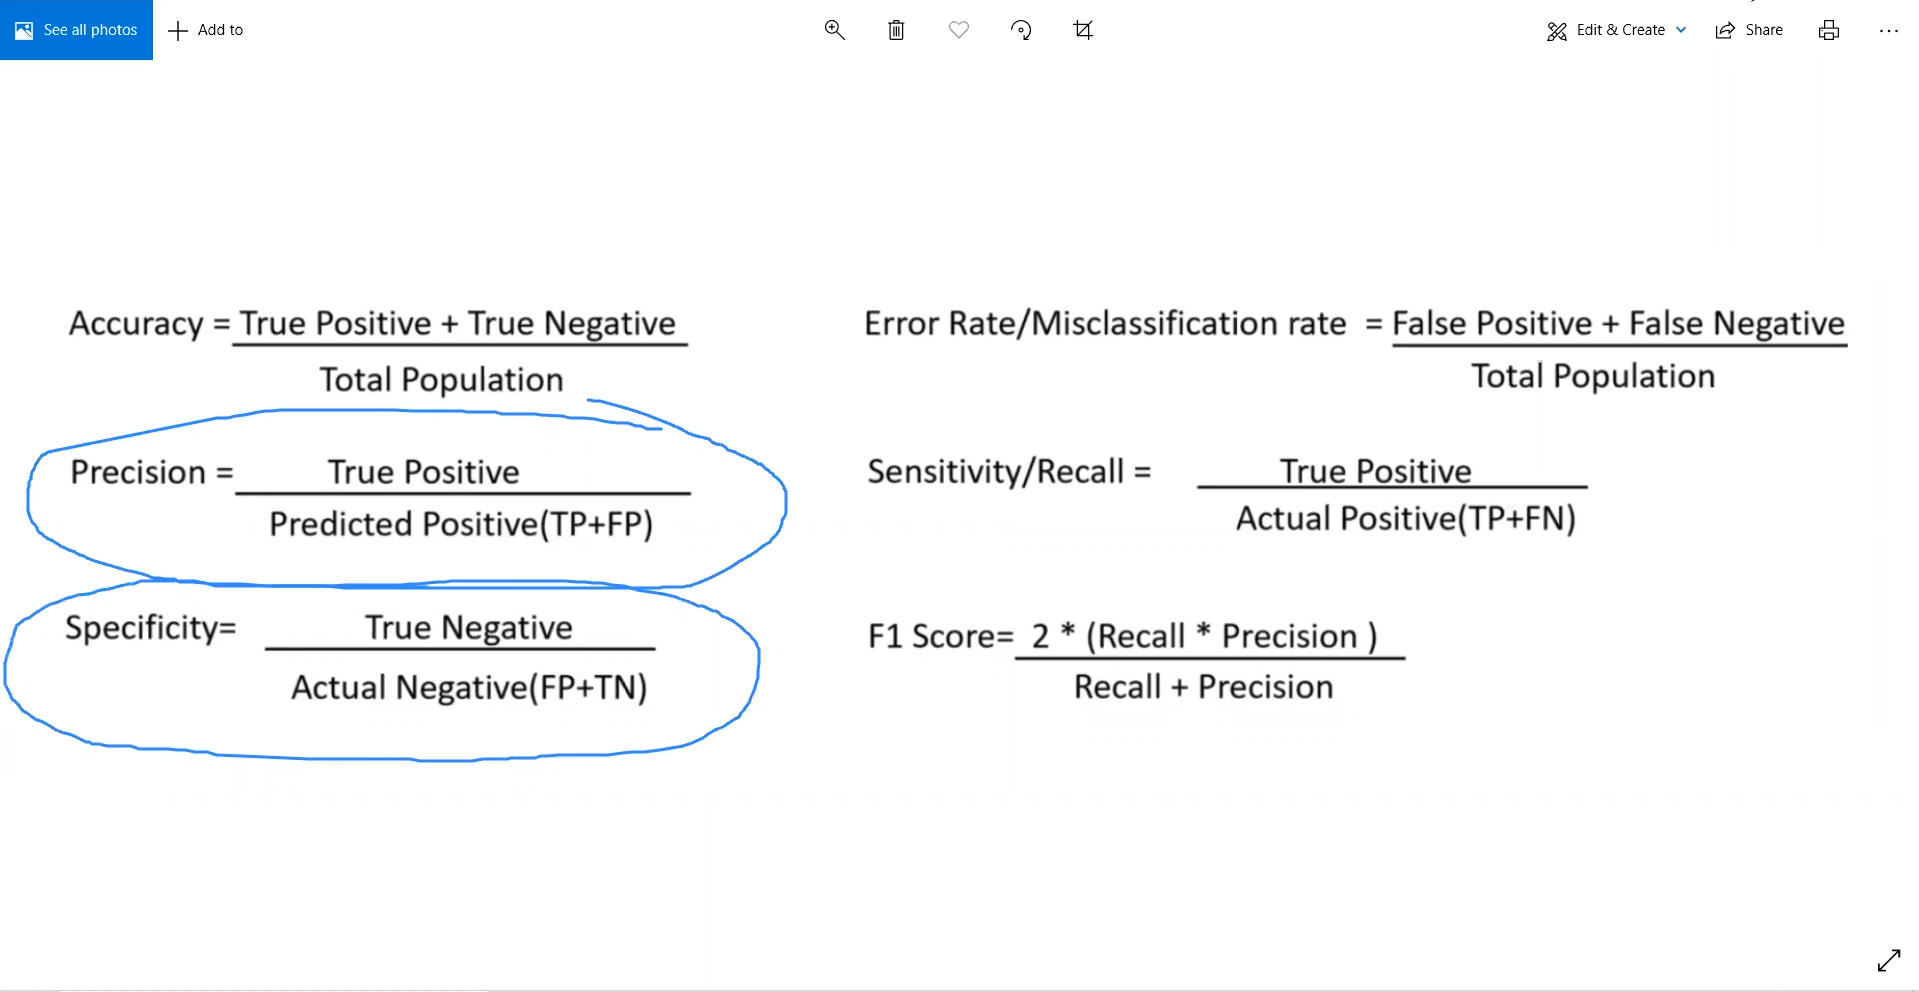 See all photos
Add to
Edit & Create
Share
Accuracy = True Positive + True Negative
Total Population
Error Rate/Misclassification rate = False Positive + False Negative
Total Population
Precision = True Positive
Predicted Positive(TP+FP)
Sensitivity/Recall = True Positive
Actual Positive(TP+FN)
Specificity= True Negative
Actual Negative(FP+TN)
F1 Score= 2 * (Recall * Precision )
Recall + Precision